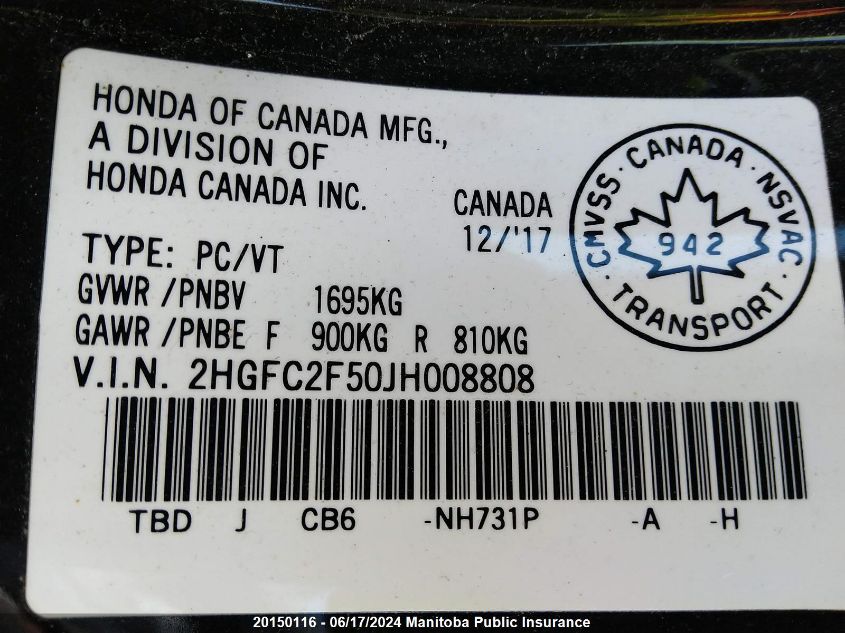 HONDA OF CANADA MFG.,
A DIVISION OF
HONDA CANADA INC.
CANADA
12/'17
TYPE: PC/VT
GVWR /PNBV 1695KG
GAWR /PNBE F 900KG R 810KG
V.I.N. 2HGFC2F50JH008808
CMVSS · CANADA · NSVAC · TRANSPORT ·
942
TBD J CB6 -NH731P -A -H
20150116 - 06/17/2024 Manitoba Public Insurance